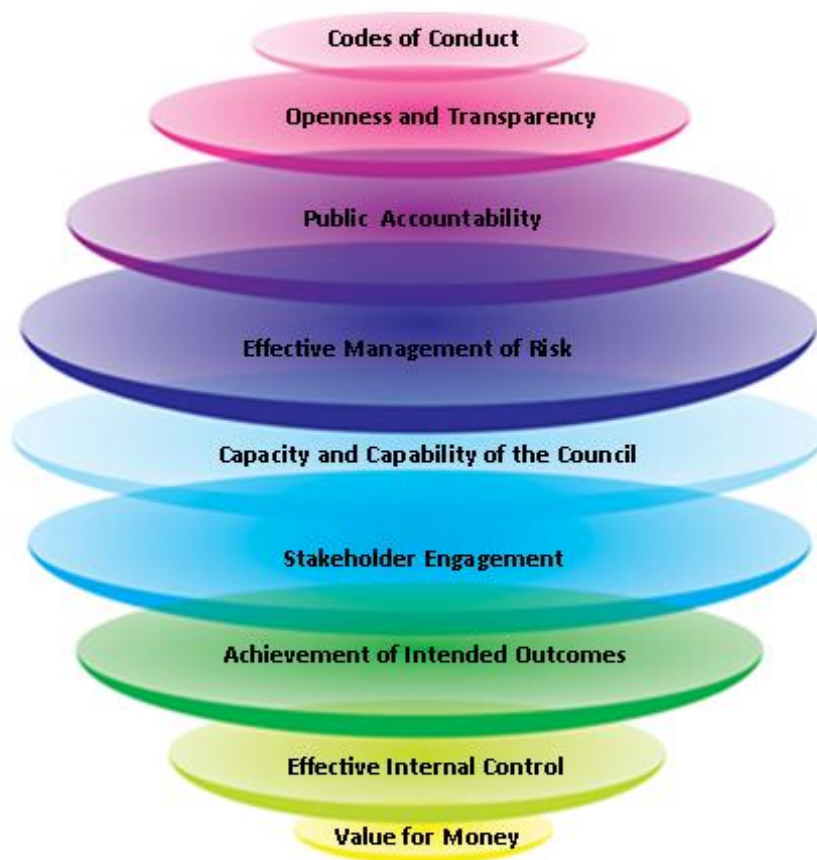 Codes of Conduct
Openness and Transparency
Public Accountability
Effective Management of Risk
Capacity and Capability of the Council
Stakeholder Engagement
Achievement of Intended Outcomes
Effective Internal Control
Value for Money